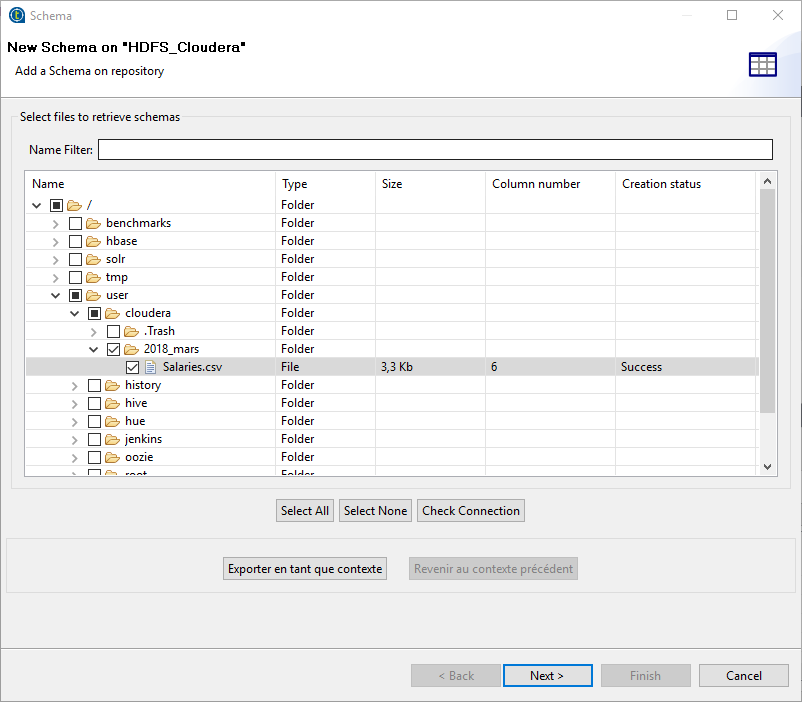 Schema
New Schema on "HDFS_Cloudera"
Add a Schema on repository
Select files to retrieve schemas
Name Filter:
Name Type Size Column number Creation status
/ Folder
benchmarks Folder
hbase Folder
solr Folder
tmp Folder
user Folder
cloudera Folder
.Trash Folder
2018_mars Folder
Salaries.csv File 3,3 Kb 6 Success
history Folder
hive Folder
hue Folder
jenkins Folder
oozie Folder
root Folder
Select All Select None Check Connection
Exporter en tant que contexte Revenir au contexte précédent
< Back Next > Finish Cancel